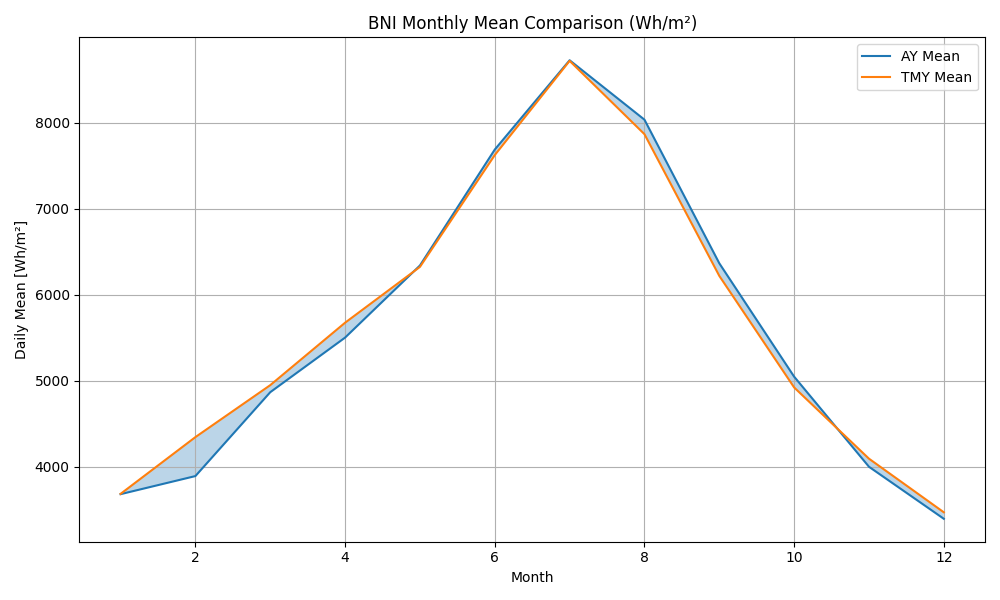 BNI Monthly Mean Comparison (Wh/m²)
AY Mean
TMY Mean
Daily Mean [Wh/m²]
8000
7000
6000
5000
4000
2 4 6 8 10 12
Month